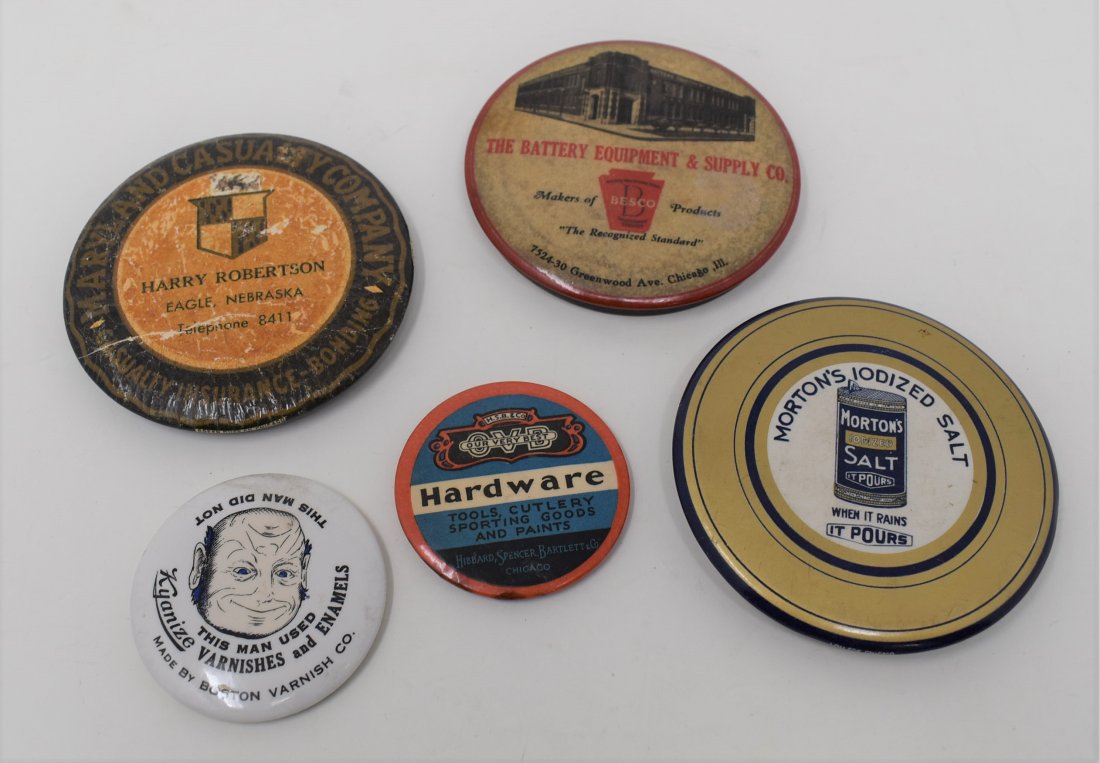 MARYLAND CASUALTY COMPANY
HARRY ROBERTSON
EAGLE, NEBRASKA
Telephone 8411
CASUALTY-INSURANCE-BONDING
THE BATTERY EQUIPMENT & SUPPLY CO.
Makers of BESCO Products
B
"The Recognized Standard"
7524-30 Greenwood Ave. Chicago, Ill.
MORTON'S IODIZED SALT
MORTON'S
IODIZED
SALT
IT POURS
WHEN IT RAINS
IT POURS
H.S.B.& CO.
OVB
OUR VERY BEST
Hardware
TOOLS, CUTLERY
SPORTING GOODS
AND PAINTS
HIBBARD, SPENCER, BARTLETT & CO.
CHICAGO
THIS MAN DID NOT
THIS MAN USED
Kyanize VARNISHES and ENAMELS
MADE BY BOSTON VARNISH CO.